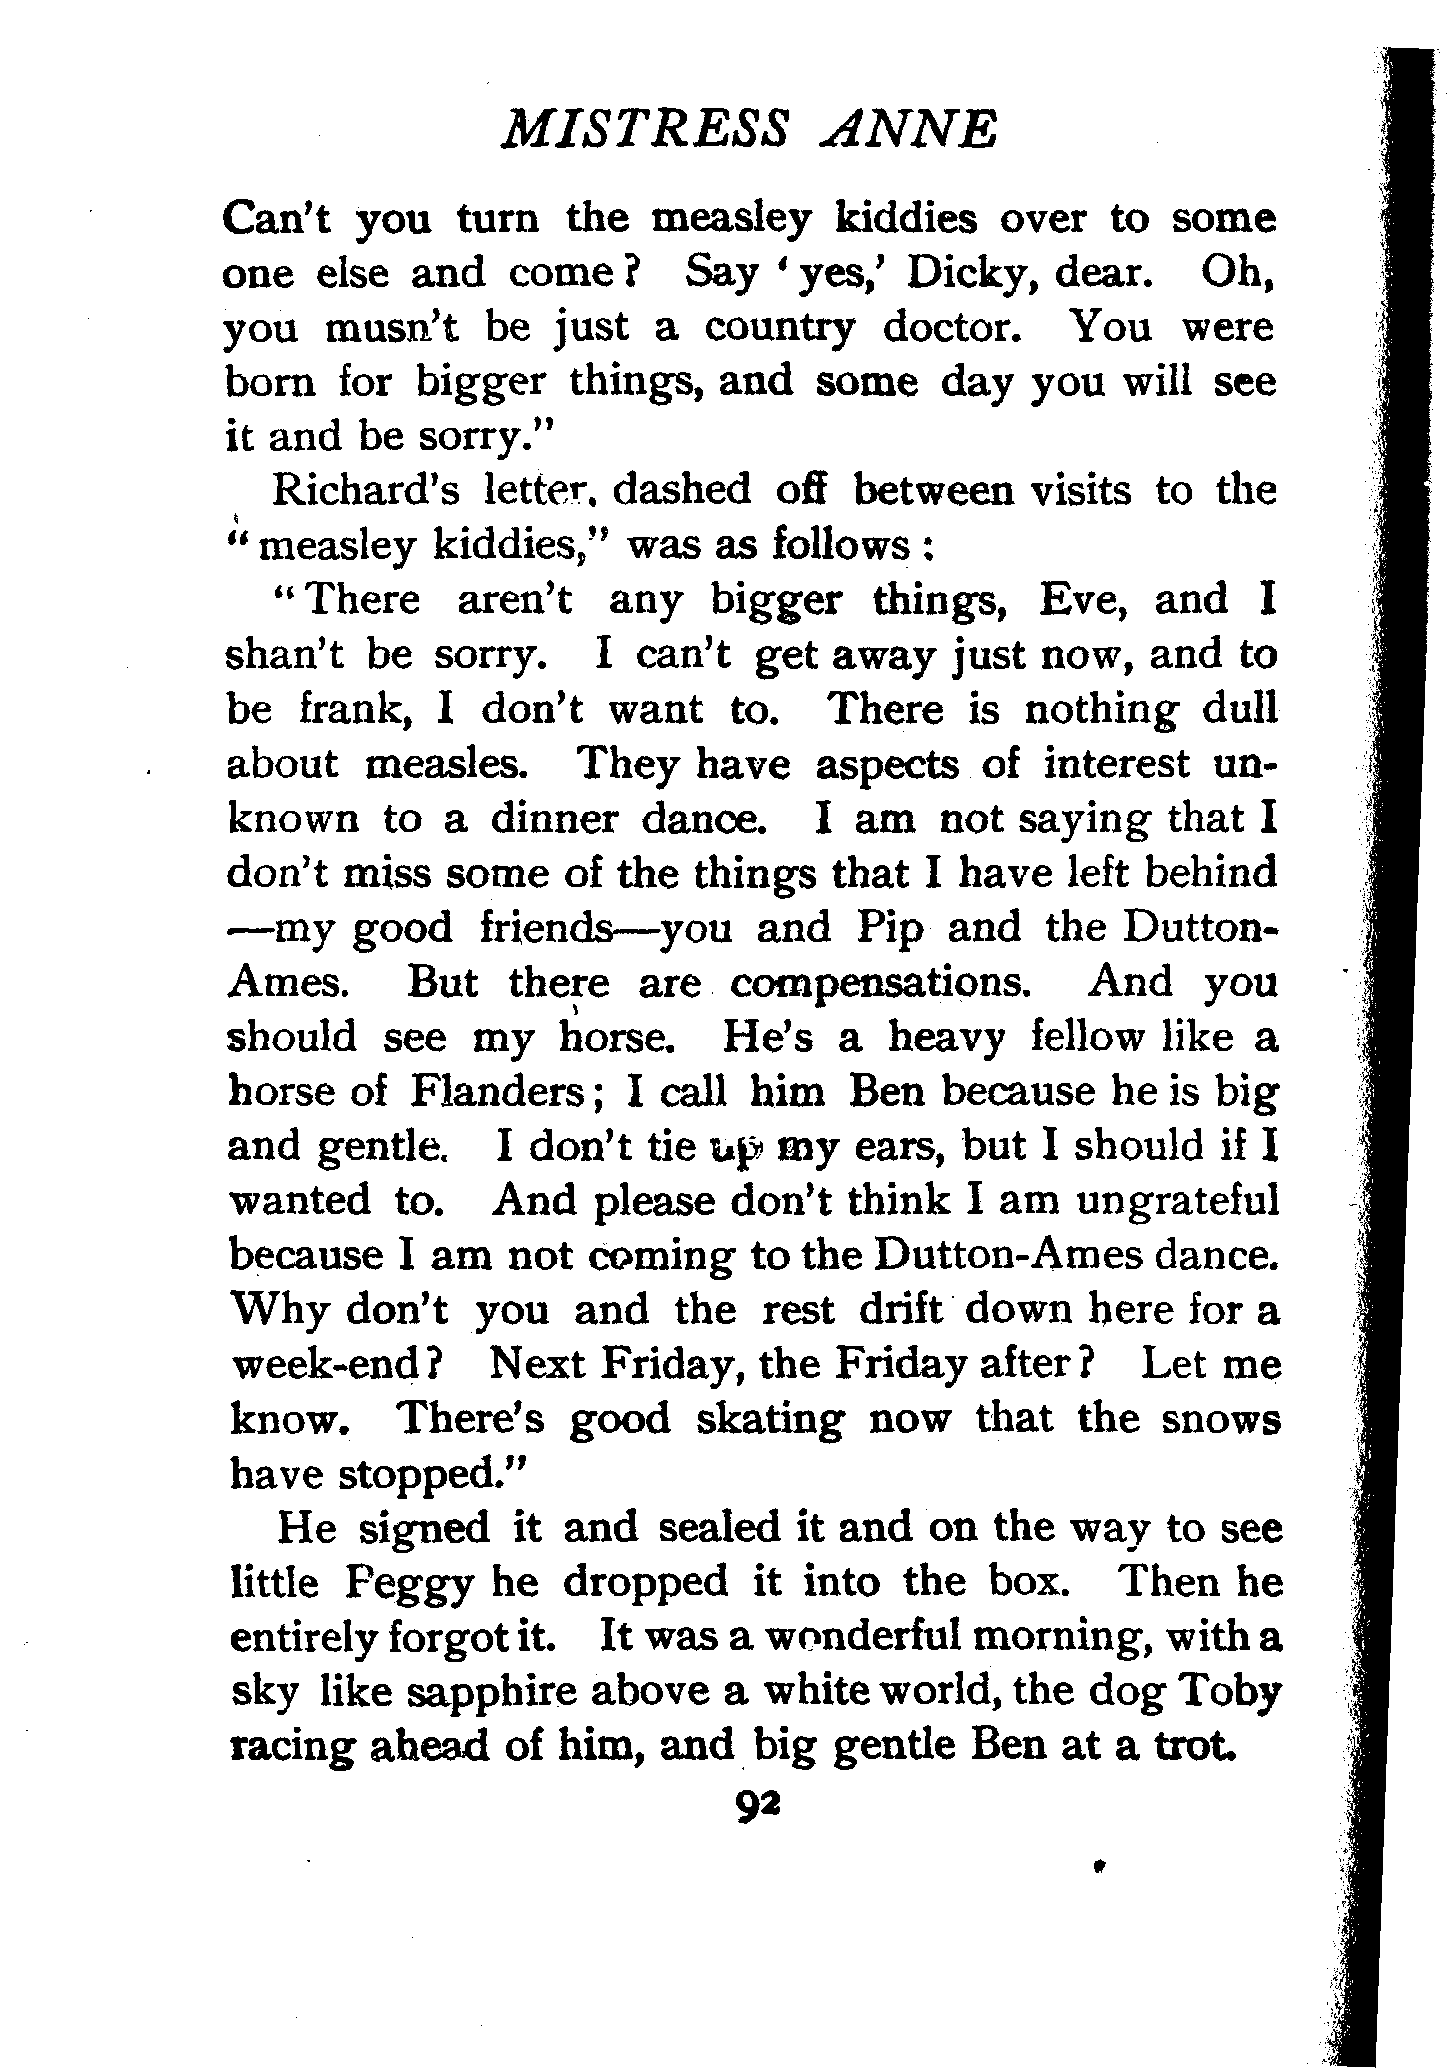 MISTRESS ANNE
Can't you turn the measley kiddies over to some
one else and come? Say 'yes,' Dicky, dear. Oh,
you musn't be just a country doctor. You were
born for bigger things, and some day you will see
it and be sorry."
Richard's letter, dashed off between visits to the
"measley kiddies," was as follows:
"There aren't any bigger things, Eve, and I
shan't be sorry. I can't get away just now, and to
be frank, I don't want to. There is nothing dull
about measles. They have aspects of interest un-
known to a dinner dance. I am not saying that I
don't miss some of the things that I have left behind
—my good friends—you and Pip and the Dutton-
Ames. But there are compensations. And you
should see my horse. He's a heavy fellow like a
horse of Flanders; I call him Ben because he is big
and gentle. I don't tie up my ears, but I should if I
wanted to. And please don't think I am ungrateful
because I am not coming to the Dutton-Ames dance.
Why don't you and the rest drift down here for a
week-end? Next Friday, the Friday after? Let me
know. There's good skating now that the snows
have stopped."
He signed it and sealed it and on the way to see
little Peggy he dropped it into the box. Then he
entirely forgot it. It was a wonderful morning, with a
sky like sapphire above a white world, the dog Toby
racing ahead of him, and big gentle Ben at a trot.
92